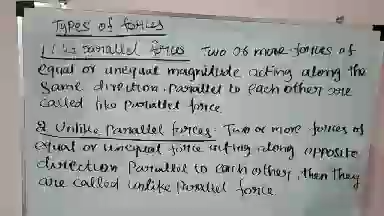 Types of forces
1 Like parallel forces Two or more forces of
equal or unequal magnitude acting along the
same direction. Parallel to each other are
called like parallel force.
2 Unlike Parallel forces. Two or more forces of
equal or unequal force acting along opposite
direction Parallel to each other, then they
are called unlike Parallel force.